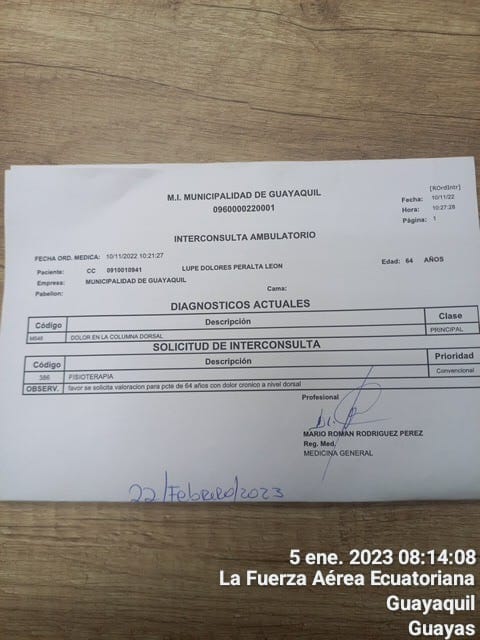 [ROrdIntr]
M.I. MUNICIPALIDAD DE GUAYAQUIL
0960000220001
Fecha: 10/11/22
Hora: 10:27:28
Página: 1
INTERCONSULTA AMBULATORIO
FECHA ORD. MEDICA: 10/11/2022 10:21:27
Paciente: CC 0910010941 LUPE DOLORES PERALTA LEON Edad: 64 AÑOS
Empresa: MUNICIPALIDAD DE GUAYAQUIL
Pabellon: Cama:
DIAGNOSTICOS ACTUALES
Código Descripción Clase
M546 DOLOR EN LA COLUMNA DORSAL PRINCIPAL
SOLICITUD DE INTERCONSULTA
Código Descripción Prioridad
386 FISIOTERAPIA Convencional
OBSERV. favor se solicita valoracion para pcte de 64 años con dolor cronico a nivel dorsal
Profesional
MARIO ROMAN RODRIGUEZ PEREZ
Reg. Med.
MEDICINA GENERAL
22/Febrero/2023
5 ene. 2023 08:14:08
La Fuerza Aérea Ecuatoriana
Guayaquil
Guayas